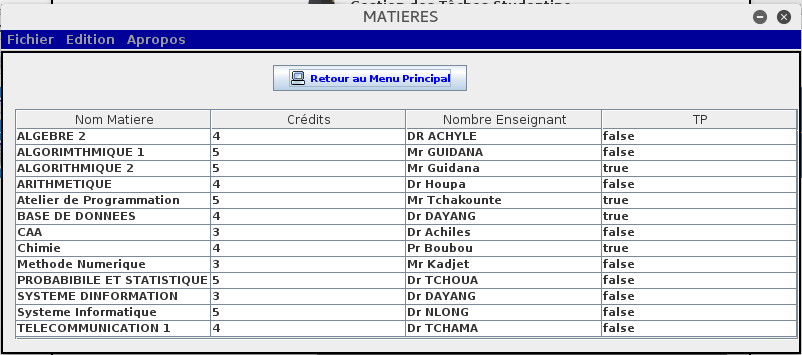 Gestion des Tâches Studentine
MATIERES
Fichier Edition Apropos
Retour au Menu Principal
Nom Matiere Crédits Nombre Enseignant TP
ALGEBRE 2 4 DR ACHYLE false
ALGORIMTHMIQUE 1 5 Mr GUIDANA false
ALGORITHMIQUE 2 5 Mr Guidana true
ARITHMETIQUE 4 Dr Houpa false
Atelier de Programmation 5 Mr Tchakounte true
BASE DE DONNEES 4 Dr DAYANG true
CAA 3 Dr Achiles false
Chimie 4 Pr Boubou true
Methode Numerique 3 Mr Kadjet false
PROBABIBILE ET STATISTIQUE 5 Dr TCHOUA false
SYSTEME DINFORMATION 3 Dr DAYANG false
Systeme Informatique 5 Dr NLONG false
TELECOMMUNICATION 1 4 Dr TCHAMA false